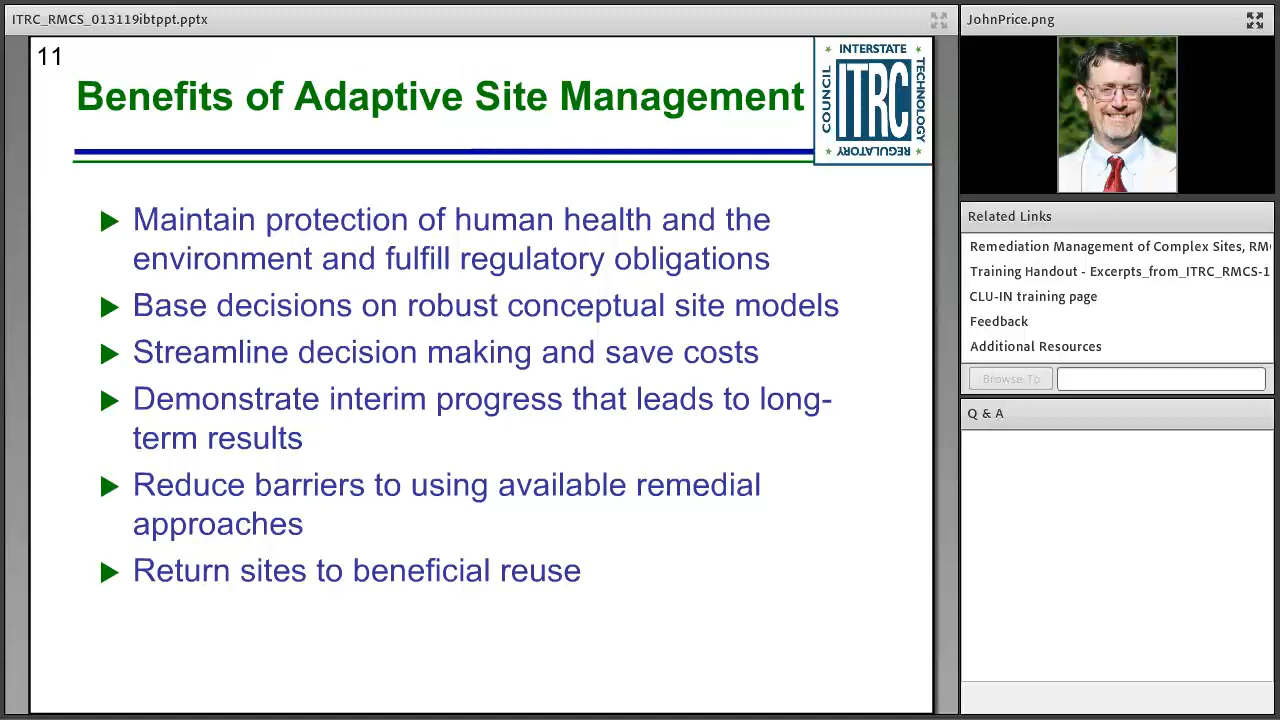 ITRC_RMCS_013119ibtppt.pptx
11
Benefits of Adaptive Site Management
INTERSTATE
TECHNOLOGY
REGULATORY
COUNCIL
ITRC
Maintain protection of human health and the
environment and fulfill regulatory obligations
Base decisions on robust conceptual site models
Streamline decision making and save costs
Demonstrate interim progress that leads to long-
term results
Reduce barriers to using available remedial
approaches
Return sites to beneficial reuse
JohnPrice.png
Related Links
Remediation Management of Complex Sites, RM
Training Handout - Excerpts_from_ITRC_RMCS-1
CLU-IN training page
Feedback
Additional Resources
Browse To
Q & A